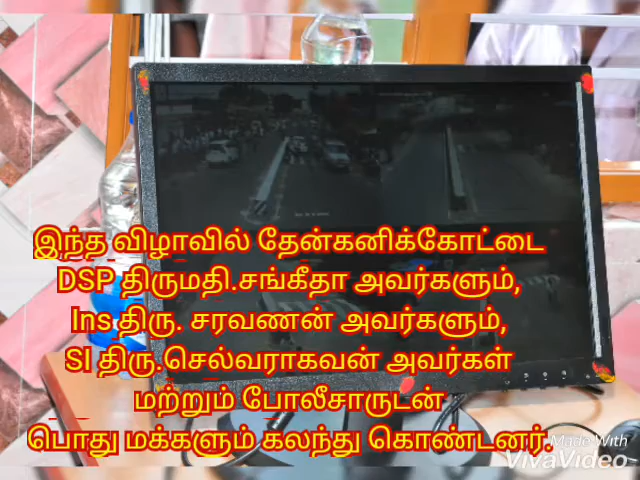 இந்த விழாவில் தேன்கனிக்கோட்டை
DSP திருமதி.சங்கீதா அவர்களும்,
Ins திரு. சரவணன் அவர்களும்,
SI திரு.செல்வராகவன் அவர்கள்
மற்றும் போலீசாருடன்
பொது மக்களும் கலந்து கொண்டனர்.
Made With
VivaVideo